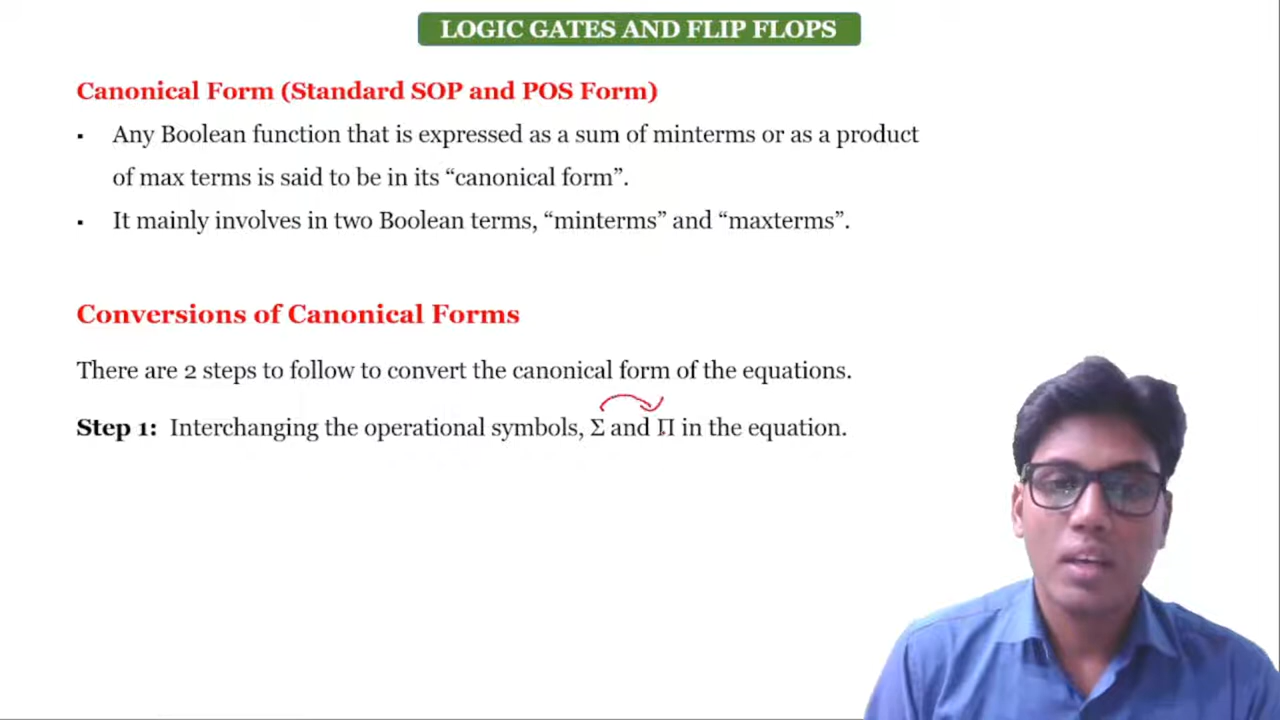 LOGIC GATES AND FLIP FLOPS
Canonical Form (Standard SOP and POS Form)
▪ Any Boolean function that is expressed as a sum of minterms or as a product
of max terms is said to be in its “canonical form”.
▪ It mainly involves in two Boolean terms, “minterms” and “maxterms”.
Conversions of Canonical Forms
There are 2 steps to follow to convert the canonical form of the equations.
Step 1: Interchanging the operational symbols, Σ and Π in the equation.